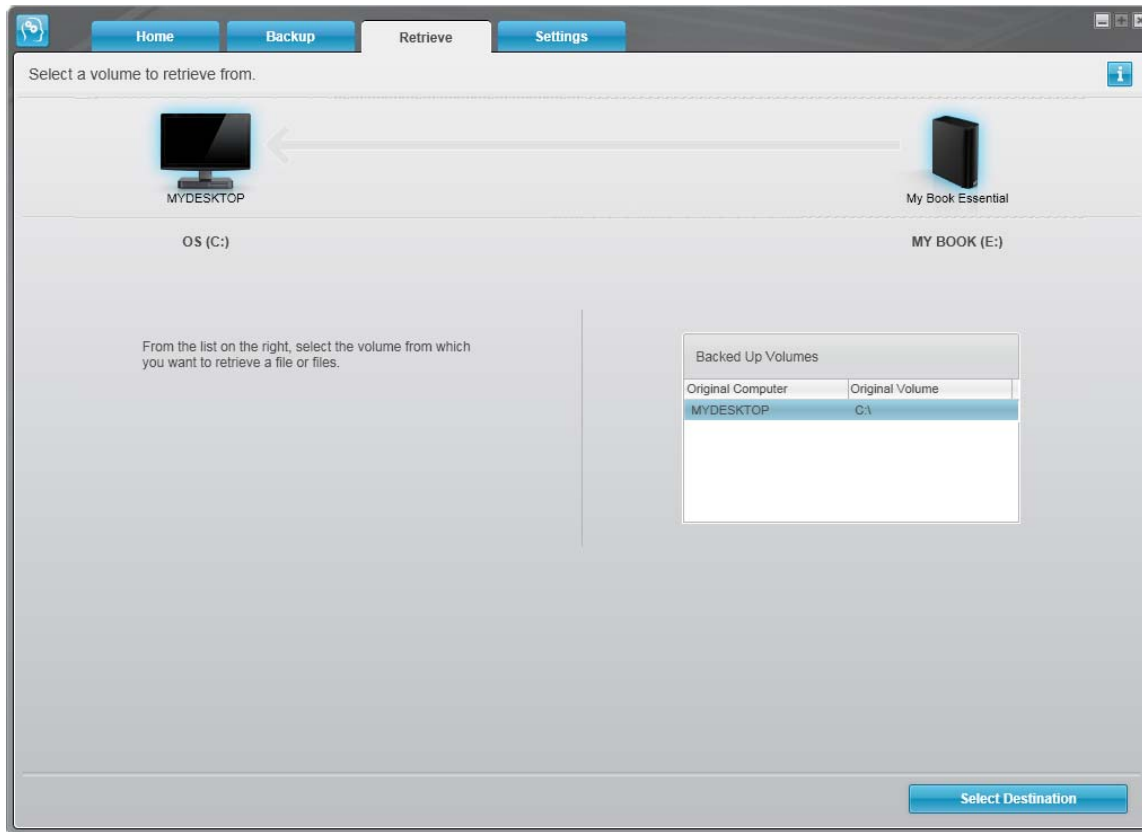 Home Backup Retrieve Settings
Select a volume to retrieve from.
MYDESKTOP
My Book Essential
OS (C:)
MY BOOK (E:)
From the list on the right, select the volume from which
you want to retrieve a file or files.
Backed Up Volumes
Original Computer Original Volume
MYDESKTOP C:\
Select Destination